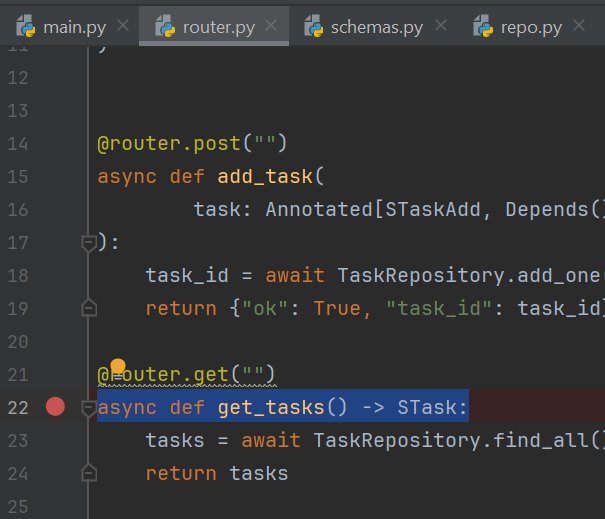 main.py router.py schemas.py repo.py
11 )
12
13
14 @router.post("")
15 async def add_task(
16 task: Annotated[STaskAdd, Depends()
17 ):
18 task_id = await TaskRepository.add_one(
19 return {"ok": True, "task_id": task_id
20
21 @router.get("")
22 async def get_tasks() -> STask:
23 tasks = await TaskRepository.find_all()
24 return tasks
25